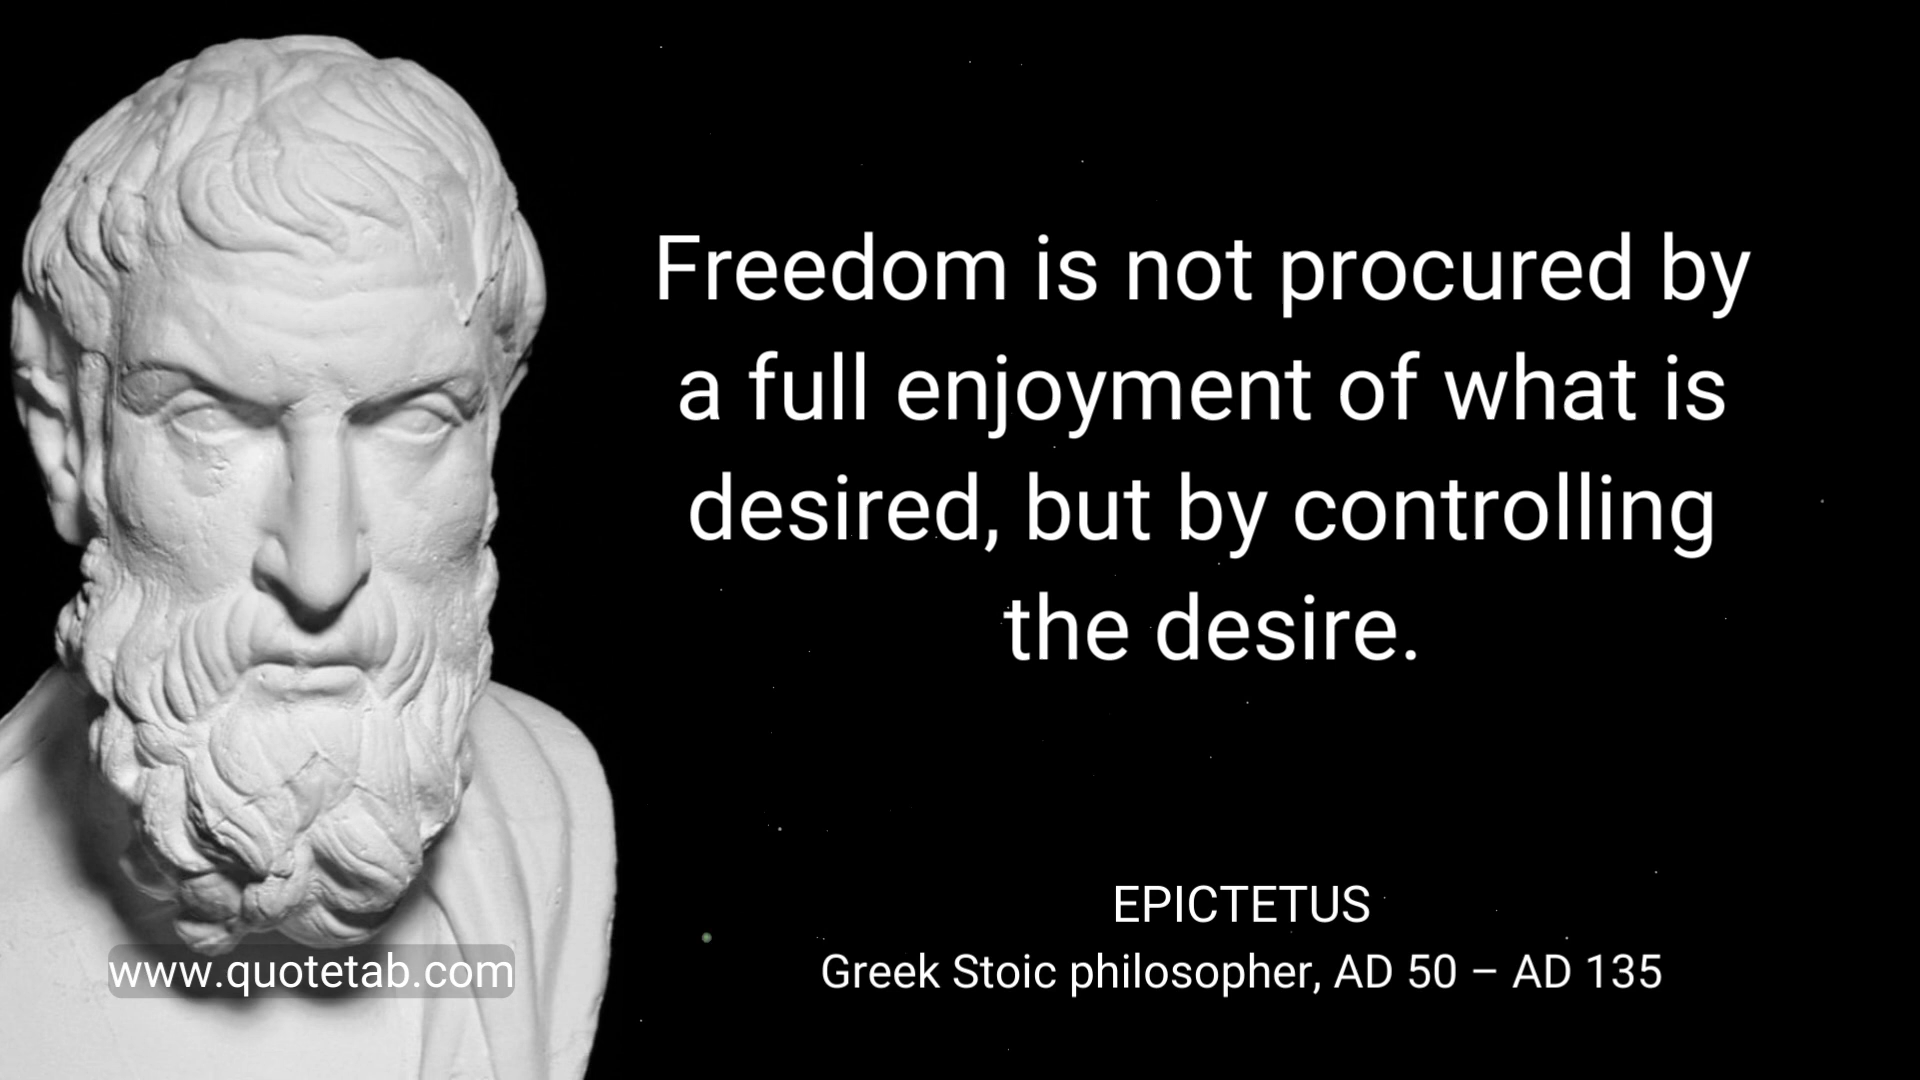 Freedom is not procured by
a full enjoyment of what is
desired, but by controlling
the desire.
EPICTETUS
Greek Stoic philosopher, AD 50 – AD 135
www.quotetab.com